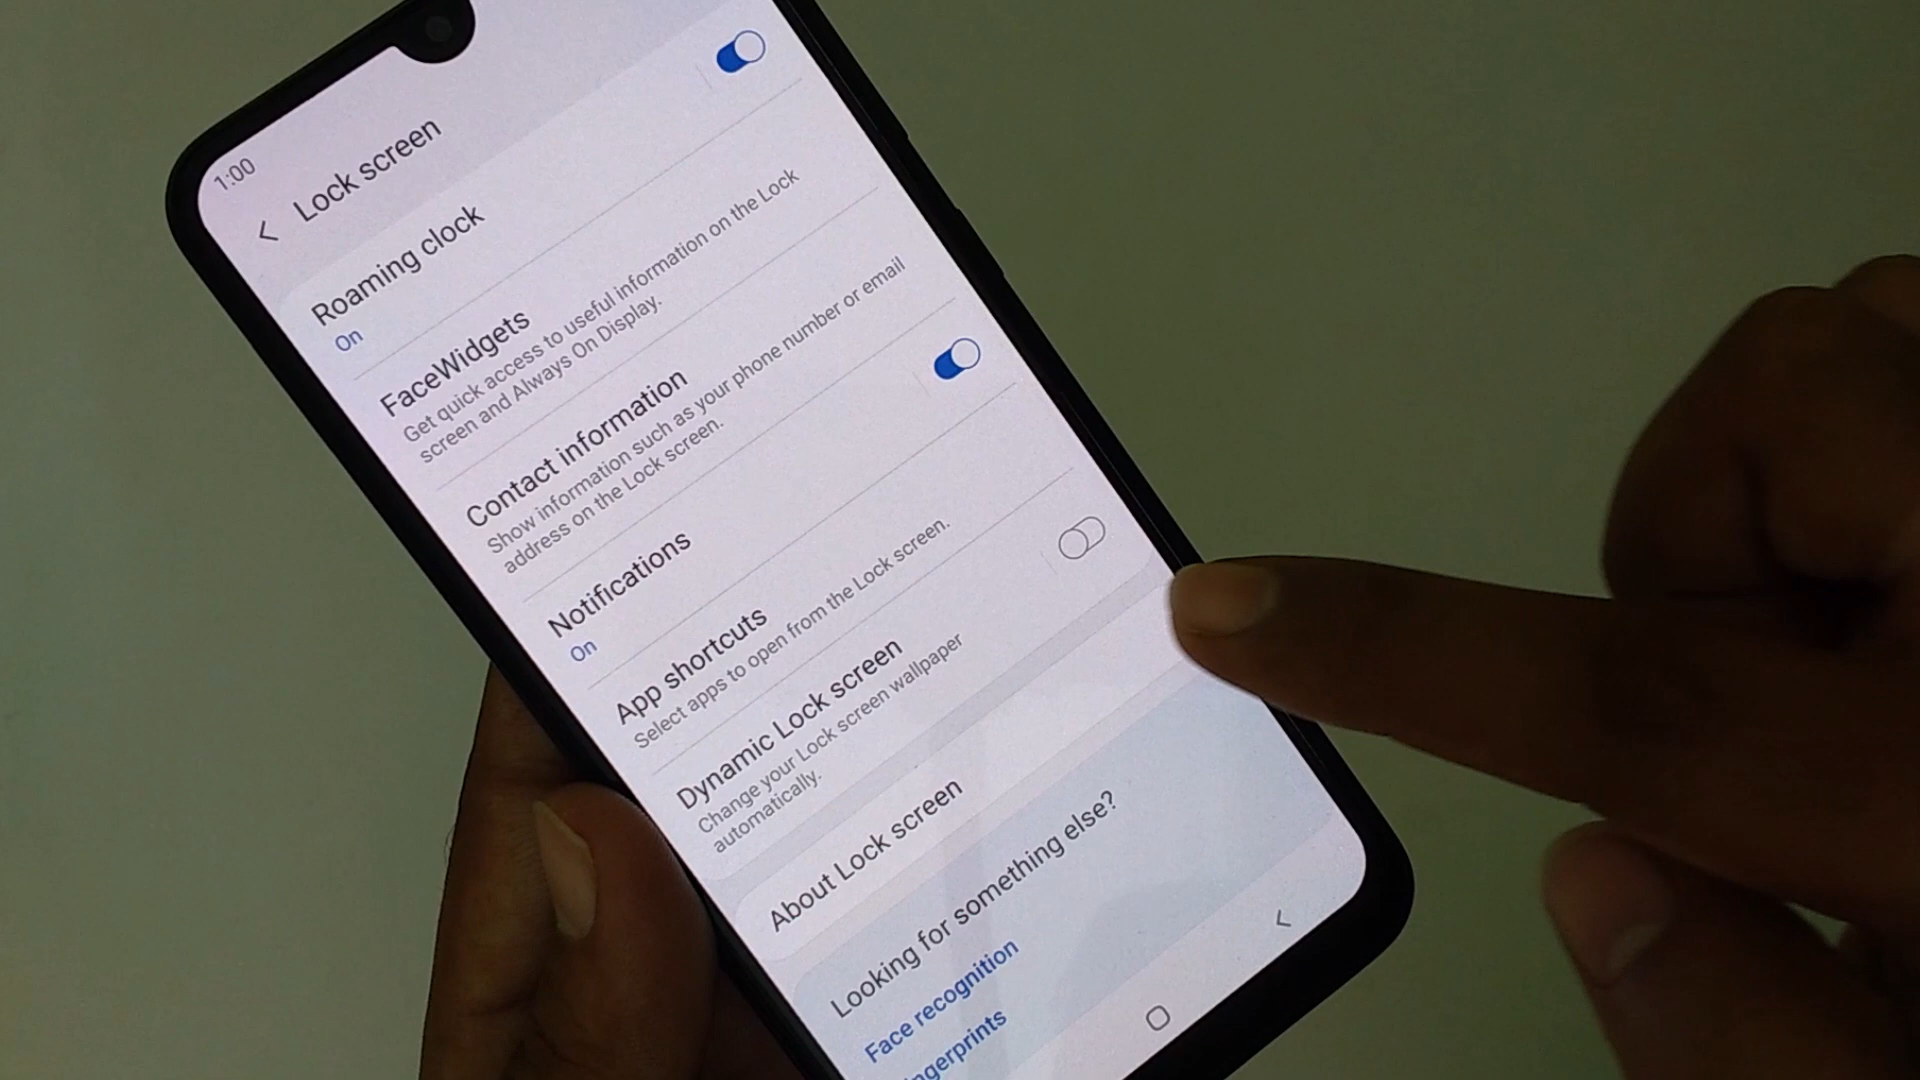 1:00
Lock screen
Roaming clock
On
FaceWidgets
Get quick access to useful information on the Lock
screen and Always On Display.
Contact information
Show information such as your phone number or email
address on the Lock screen.
Notifications
On
App shortcuts
Select apps to open from the Lock screen.
Dynamic Lock screen
Change your Lock screen wallpaper
automatically.
About Lock screen
Looking for something else?
Face recognition
ngerprints